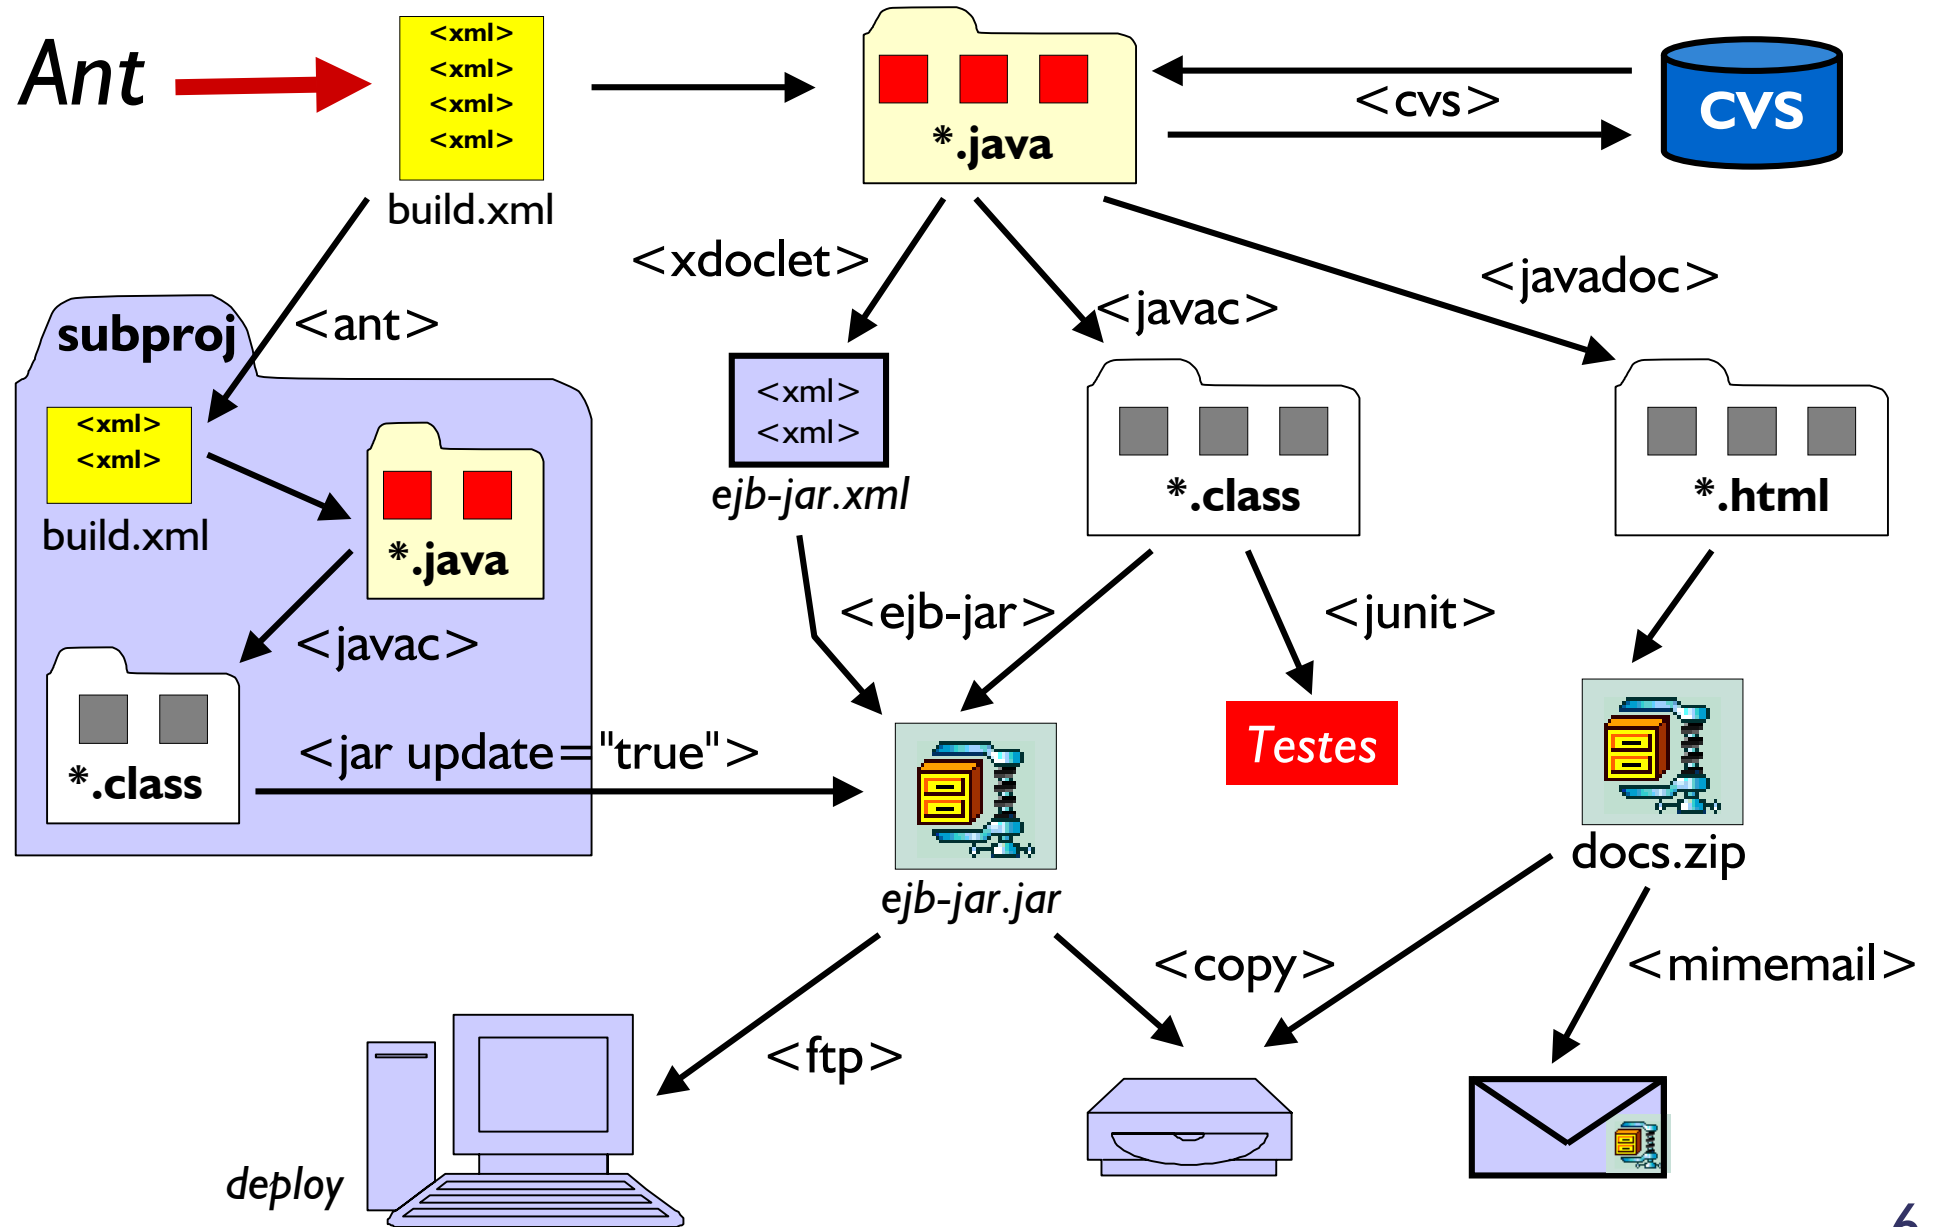 Ant
<xml>
<xml>
<xml>
<xml>
build.xml
*.java
<cvs>
CVS
<xdoclet>
<javac>
<javadoc>
subproj
<ant>
<xml>
<xml>
build.xml
*.java
<javac>
*.class
<jar update="true">
<xml>
<xml>
ejb-jar.xml
*.class
*.html
<ejb-jar>
<junit>
Testes
ejb-jar.jar
docs.zip
<copy>
<mimemail>
<ftp>
deploy
6